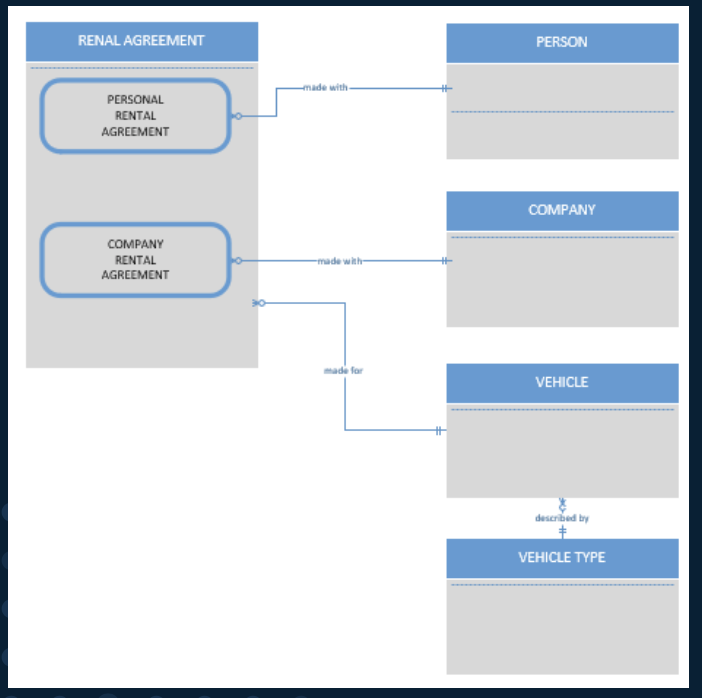 RENAL AGREEMENT
PERSONAL
RENTAL
AGREEMENT
made with
PERSON
COMPANY
RENTAL
AGREEMENT
made with
COMPANY
made for
VEHICLE
described by
VEHICLE TYPE